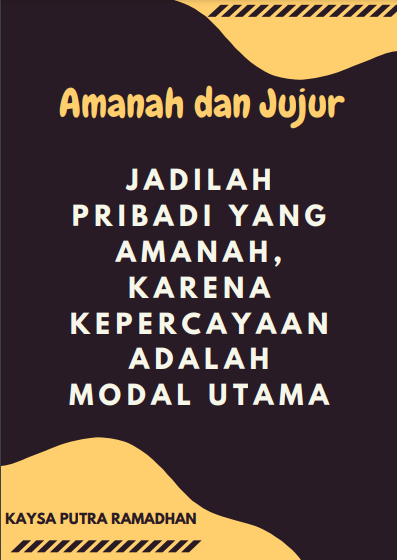 Amanah dan Jujur
JADILAH
PRIBADI YANG
AMANAH,
KARENA
KEPERCAYAAN
ADALAH
MODAL UTAMA
KAYSA PUTRA RAMADHAN